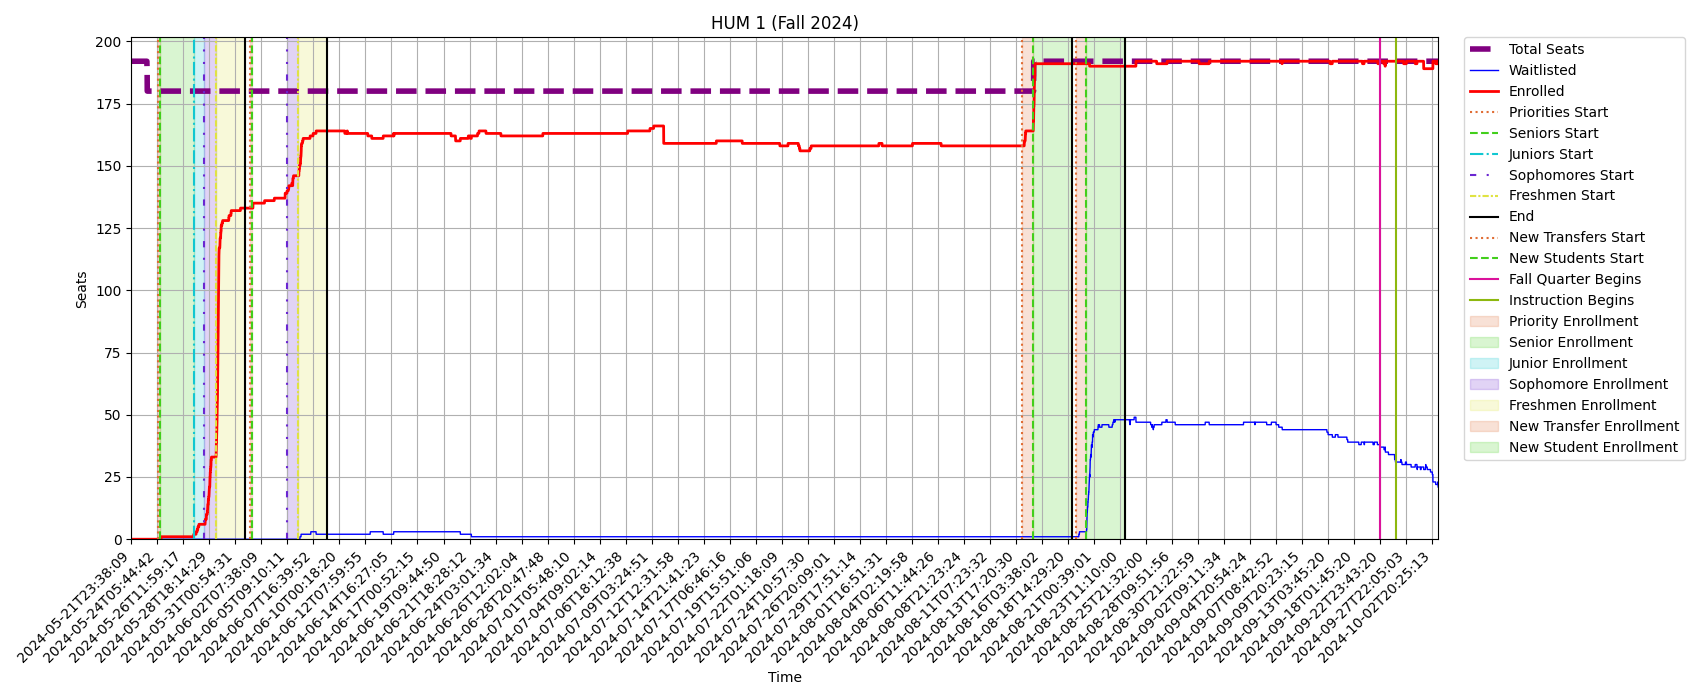 HUM 1 (Fall 2024)
Seats
200
175
150
125
100
75
50
25
0
2024-05-21T23:38:09
2024-05-24T05:44:42
2024-05-26T11:59:17
2024-05-28T18:14:29
2024-05-31T00:54:31
2024-06-02T07:38:09
2024-06-05T09:10:11
2024-06-07T16:39:52
2024-06-10T00:18:20
2024-06-12T07:59:55
2024-06-14T16:27:05
2024-06-17T00:52:15
2024-06-19T09:44:50
2024-06-21T18:28:12
2024-06-24T03:01:34
2024-06-26T12:02:04
2024-06-28T20:47:48
2024-07-01T05:48:10
2024-07-04T09:02:14
2024-07-06T18:12:38
2024-07-09T03:24:51
2024-07-12T12:31:58
2024-07-14T21:41:23
2024-07-17T06:46:16
2024-07-19T15:51:06
2024-07-22T01:18:09
2024-07-24T10:57:30
2024-07-26T20:09:01
2024-07-29T17:51:14
2024-08-01T16:51:31
2024-08-04T02:19:58
2024-08-06T11:44:26
2024-08-08T21:23:24
2024-08-11T07:23:32
2024-08-13T17:20:30
2024-08-16T03:38:02
2024-08-18T14:29:20
2024-08-21T00:39:01
2024-08-23T11:10:00
2024-08-25T21:32:00
2024-08-28T09:51:56
2024-08-30T21:22:59
2024-09-02T09:11:34
2024-09-04T20:54:24
2024-09-07T08:42:52
2024-09-09T20:23:15
2024-09-13T03:45:20
2024-09-18T01:45:20
2024-09-22T23:43:20
2024-09-27T22:05:03
2024-10-02T20:25:13
Time
Total Seats
Waitlisted
Enrolled
Priorities Start
Seniors Start
Juniors Start
Sophomores Start
Freshmen Start
End
New Transfers Start
New Students Start
Fall Quarter Begins
Instruction Begins
Priority Enrollment
Senior Enrollment
Junior Enrollment
Sophomore Enrollment
Freshmen Enrollment
New Transfer Enrollment
New Student Enrollment